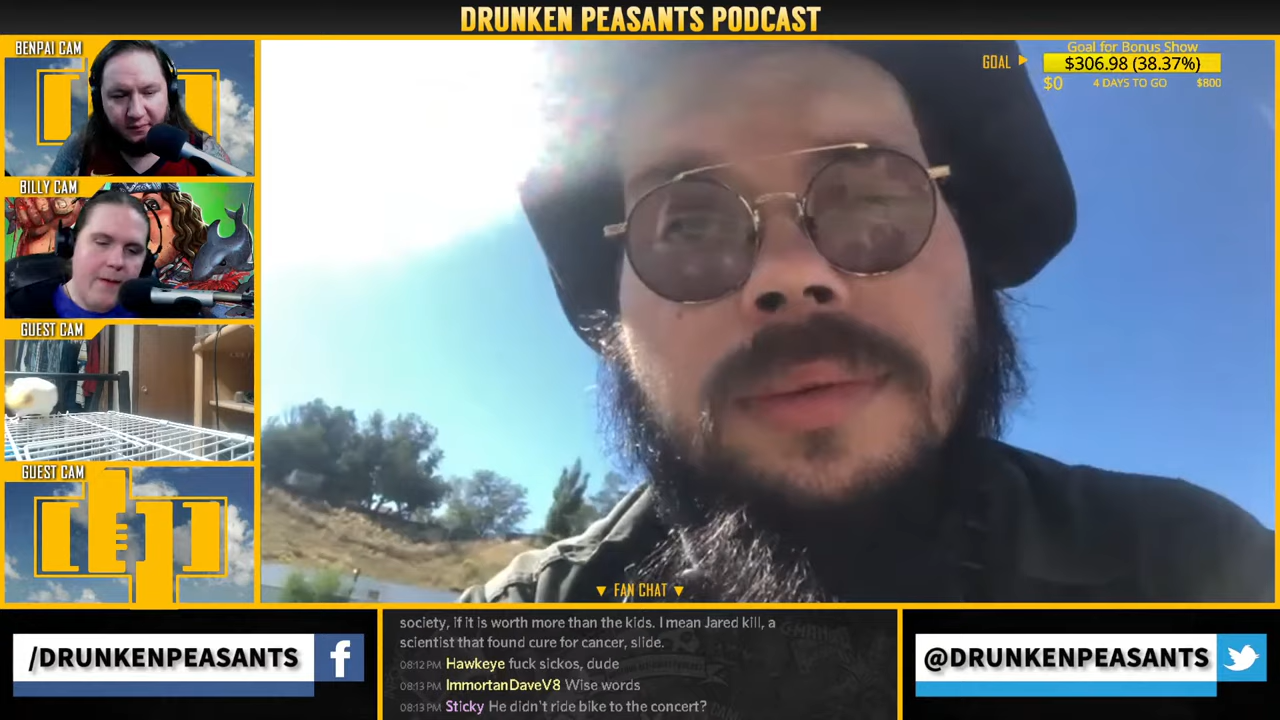 DRUNKEN PEASANTS PODCAST
BENPAI CAM
BILLY CAM
GUEST CAM
GUEST CAM
Goal for Bonus Show
GOAL
$306.98 (38.37%)
$0 4 DAYS TO GO $800
FAN CHAT
/DRUNKENPEASANTS
society, if it is worth more than the kids. I mean Jared kill, a
scientist that found cure for cancer, slide.
08:12 PM Hawkeye fuck sickos, dude
08:13 PM ImmortanDaveV8 Wise words
08:13 PM Sticky He didn't ride bike to the concert?
@DRUNKENPEASANTS